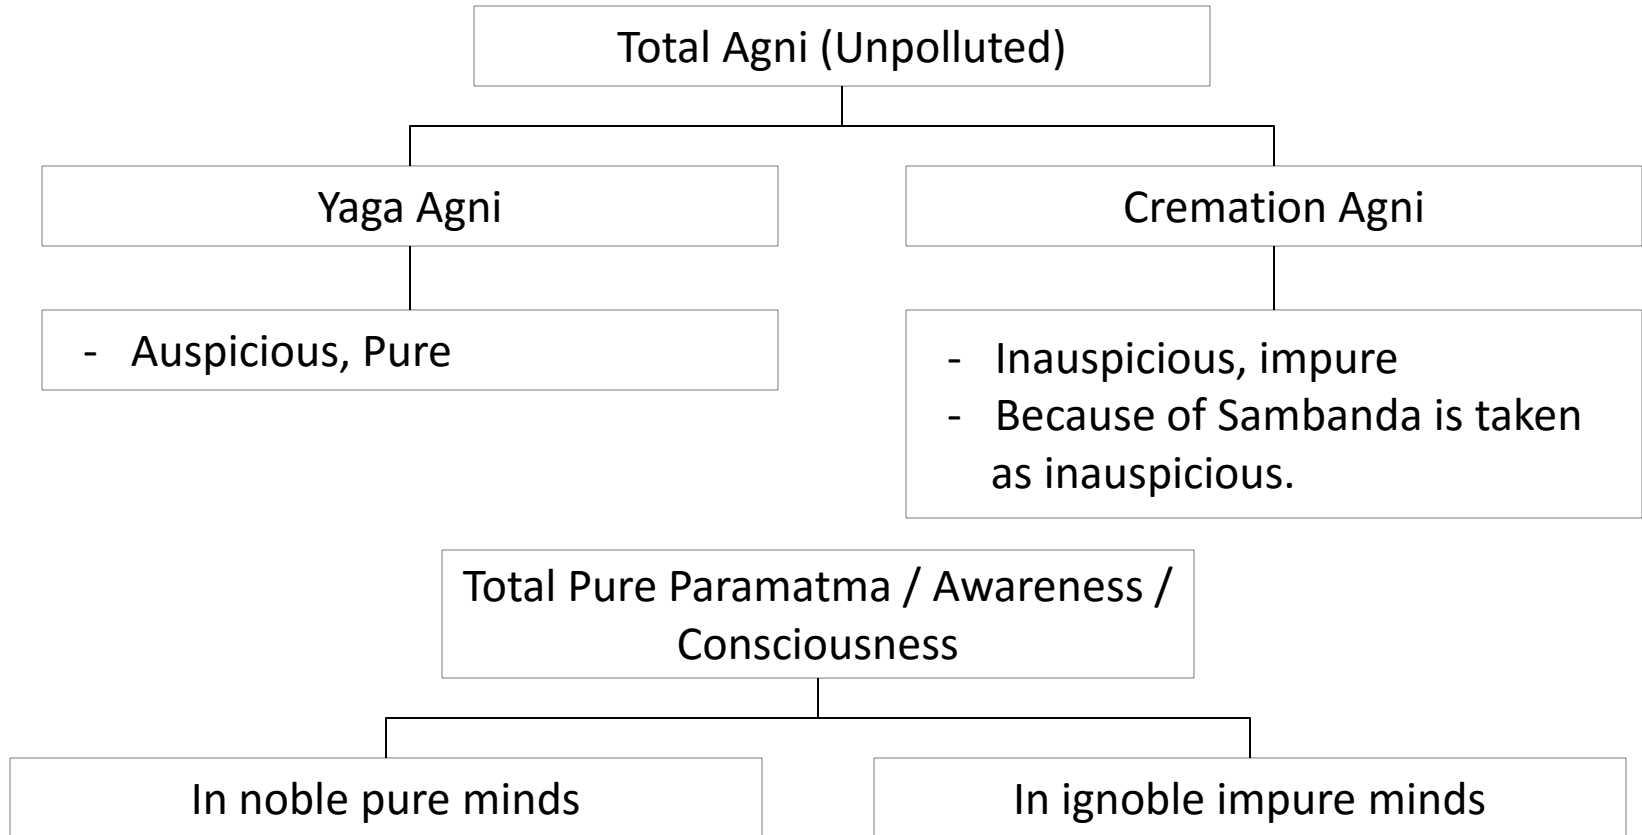 Total Agni (Unpolluted)
Yaga Agni
Cremation Agni
- Auspicious, Pure
- Inauspicious, impure
- Because of Sambanda is taken
as inauspicious.
Total Pure Paramatma / Awareness /
Consciousness
In noble pure minds
In ignoble impure minds